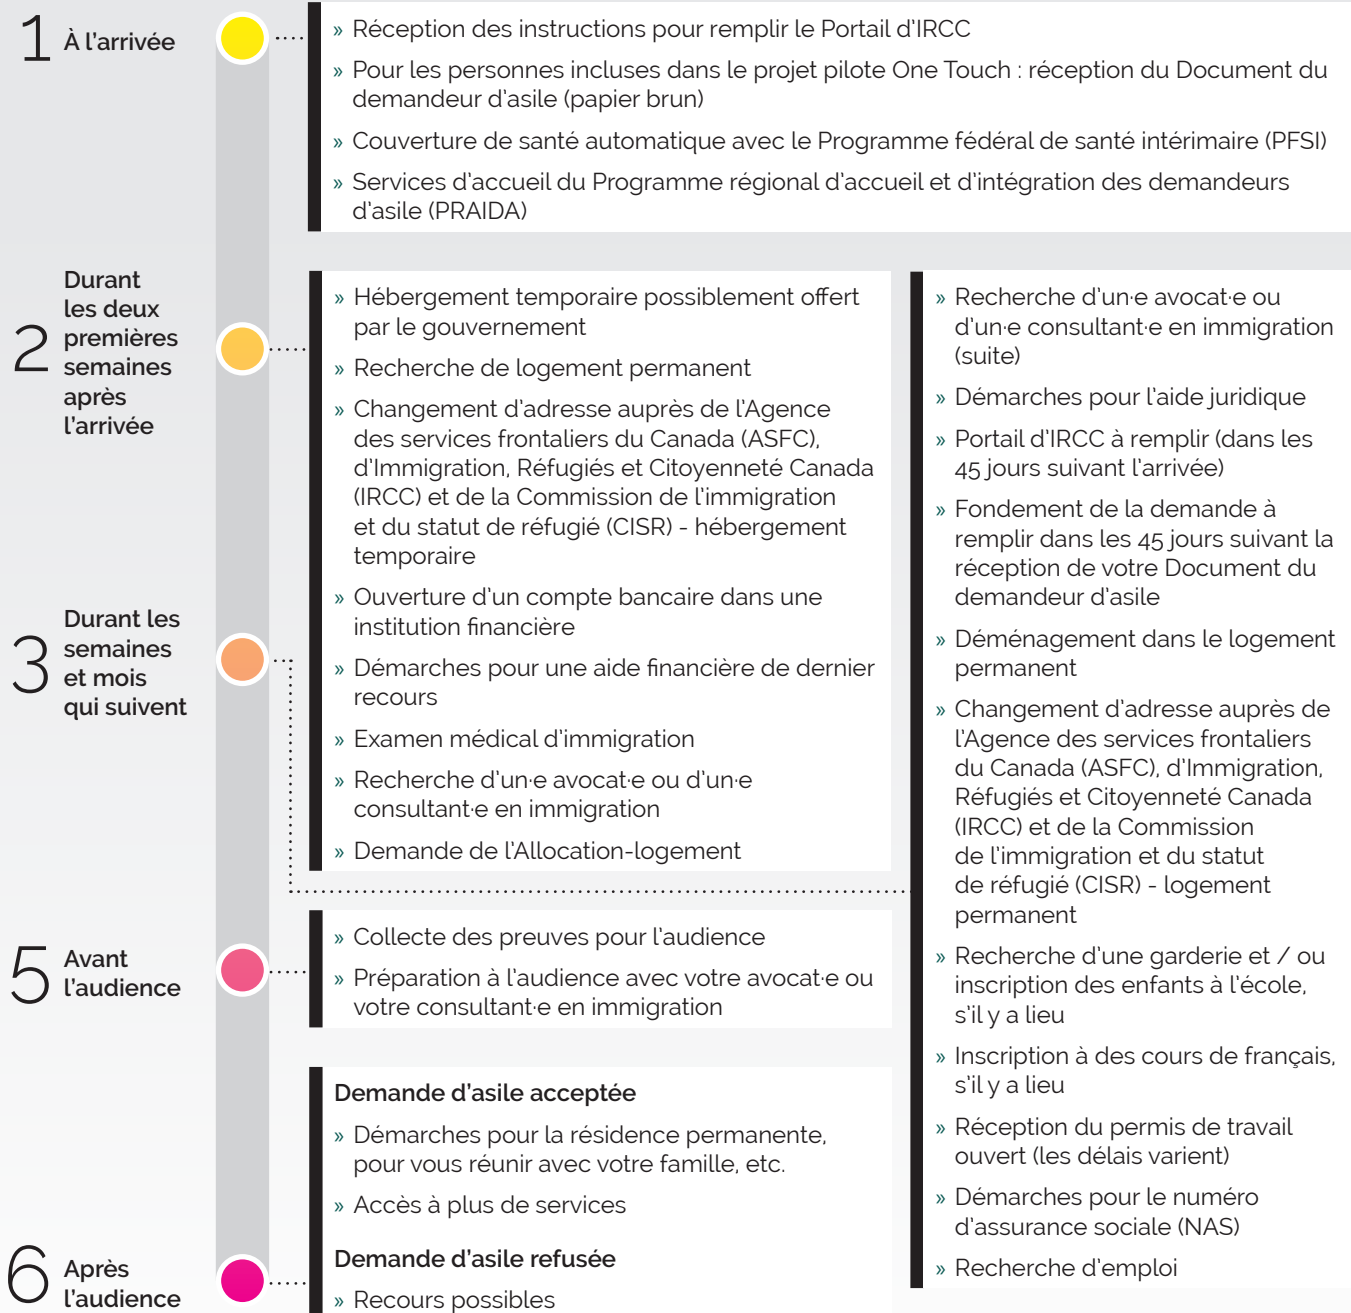 1 À l'arrivée
» Réception des instructions pour remplir le Portail d'IRCC
» Pour les personnes incluses dans le projet pilote One Touch : réception du Document du
demandeur d'asile (papier brun)
» Couverture de santé automatique avec le Programme fédéral de santé intérimaire (PFSI)
» Services d'accueil du Programme régional d'accueil et d'intégration des demandeurs
d'asile (PRAIDA)
2 Durant
les deux
premières
semaines
après
l'arrivée
» Hébergement temporaire possiblement offert
par le gouvernement
» Recherche de logement permanent
» Changement d'adresse auprès de l'Agence
des services frontaliers du Canada (ASFC),
d'Immigration, Réfugiés et Citoyenneté Canada
(IRCC) et de la Commission de l'immigration
et du statut de réfugié (CISR) - hébergement
temporaire
» Ouverture d'un compte bancaire dans une
institution financière
» Démarches pour une aide financière de dernier
recours
» Examen médical d'immigration
» Recherche d'un·e avocat·e ou d'un·e
consultant·e en immigration
» Demande de l'Allocation-logement
3 Durant les
semaines
et mois
qui suivent
» Recherche d'un·e avocat·e ou
d'un·e consultant·e en immigration
(suite)
» Démarches pour l'aide juridique
» Portail d'IRCC à remplir (dans les
45 jours suivant l'arrivée)
» Fondement de la demande à
remplir dans les 45 jours suivant la
réception de votre Document du
demandeur d'asile
» Déménagement dans le logement
permanent
» Changement d'adresse auprès de
l'Agence des services frontaliers
du Canada (ASFC), d'Immigration,
Réfugiés et Citoyenneté Canada
(IRCC) et de la Commission
de l'immigration et du statut
de réfugié (CISR) - logement
permanent
» Recherche d'une garderie et / ou
inscription des enfants à l'école,
s'il y a lieu
» Inscription à des cours de français,
s'il y a lieu
» Réception du permis de travail
ouvert (les délais varient)
» Démarches pour le numéro
d'assurance sociale (NAS)
» Recherche d'emploi
5 Avant
l'audience
» Collecte des preuves pour l'audience
» Préparation à l'audience avec votre avocat·e ou
votre consultant·e en immigration
6 Après
l'audience
Demande d'asile acceptée
» Démarches pour la résidence permanente,
pour vous réunir avec votre famille, etc.
» Accès à plus de services
Demande d'asile refusée
» Recours possibles